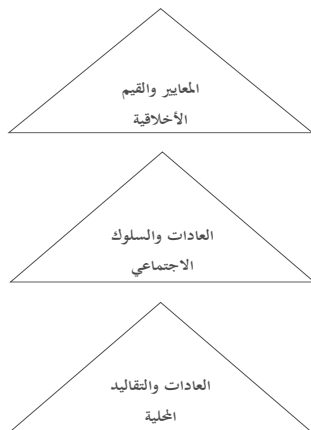 المعايير والقيم
الأخلاقية
العادات والسلوك
الاجتماعي
العادات والتقاليد
المحلية